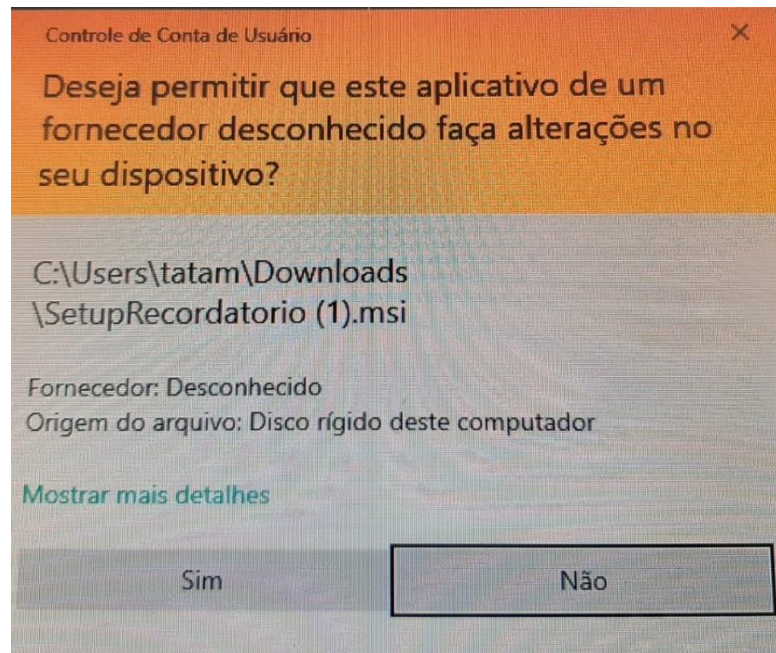 Controle de Conta de Usuário
Deseja permitir que este aplicativo de um
fornecedor desconhecido faça alterações no
seu dispositivo?
C:\Users\tatam\Downloads
\SetupRecordatorio (1).msi
Fornecedor: Desconhecido
Origem do arquivo: Disco rígido deste computador
Mostrar mais detalhes
Sim
Não